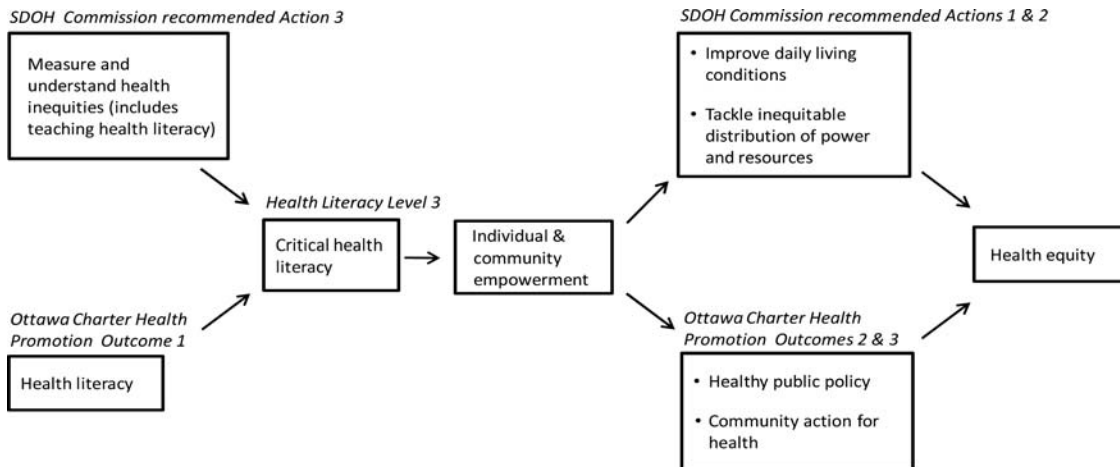 SDOH Commission recommended Action 3
Measure and
understand health
inequities (includes
teaching health literacy)
Ottawa Charter Health
Promotion Outcome 1
Health literacy
Health Literacy Level 3
Critical health
literacy
Individual &
community
empowerment
SDOH Commission recommended Actions 1 & 2
• Improve daily living
conditions
• Tackle inequitable
distribution of power
and resources
Ottawa Charter Health
Promotion Outcomes 2 & 3
• Healthy public policy
• Community action for
health
Health equity